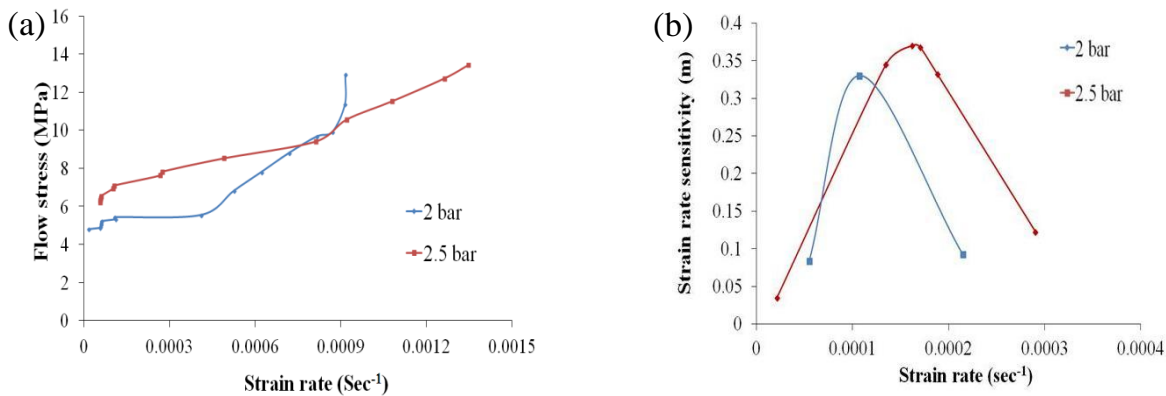 (a)
Flow stress (MPa)
16
14
12
10
8
6
4
2
0
0 0.0003 0.0006 0.0009 0.0012 0.0015
Strain rate (Sec⁻¹)
2 bar
2.5 bar
(b)
Strain rate sensitivity (m)
0.4
0.35
0.3
0.25
0.2
0.15
0.1
0.05
0
0 0.0001 0.0002 0.0003 0.0004
Strain rate (sec⁻¹)
2 bar
2.5 bar